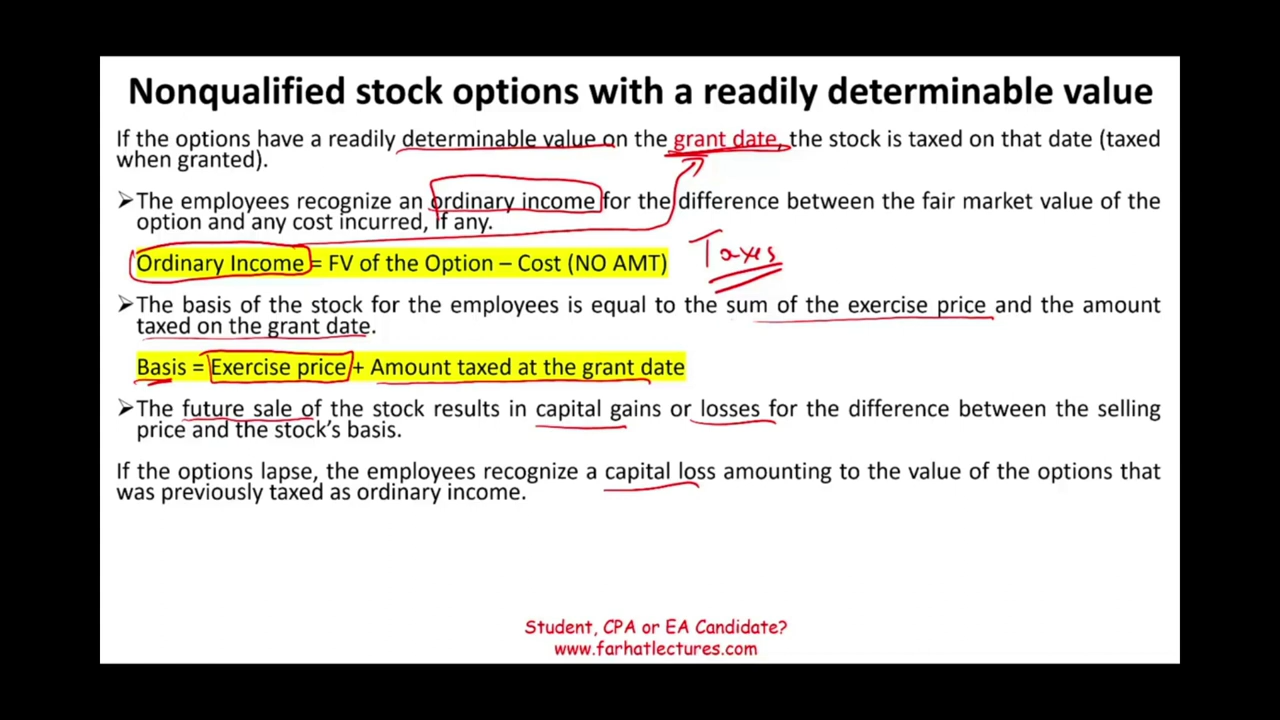 Nonqualified stock options with a readily determinable value
If the options have a readily determinable value on the grant date, the stock is taxed on that date (taxed
when granted).
➢The employees recognize an ordinary income for the difference between the fair market value of the
option and any cost incurred, if any.
Ordinary Income = FV of the Option – Cost (NO AMT)
Taxes
➢The basis of the stock for the employees is equal to the sum of the exercise price and the amount
taxed on the grant date.
Basis = Exercise price + Amount taxed at the grant date
➢The future sale of the stock results in capital gains or losses for the difference between the selling
price and the stock's basis.
If the options lapse, the employees recognize a capital loss amounting to the value of the options that
was previously taxed as ordinary income.
Student, CPA or EA Candidate?
www.farhatlectures.com